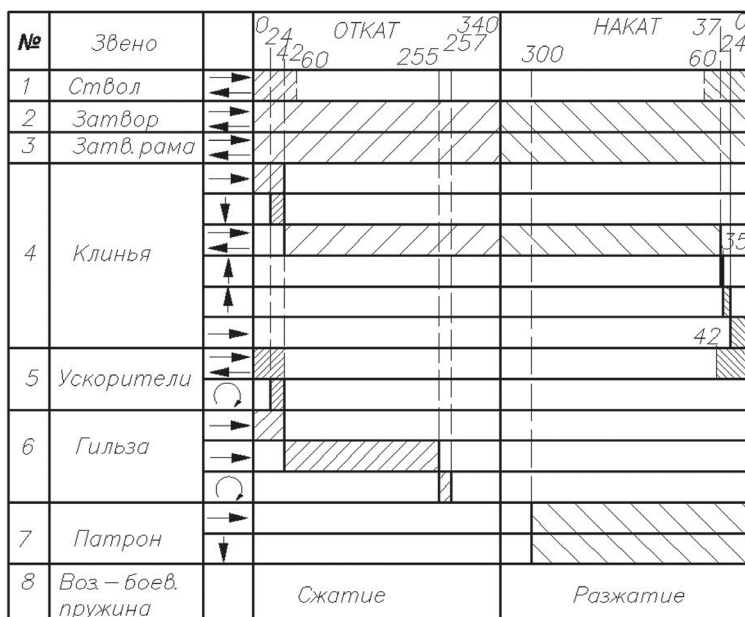 № Звено 0 24 42 60 ОТКАТ 255 340 257 300 НАКАТ 37 60 0 24
1 Ствол
2 Затвор
3 Затв. рама
4 Клинья 35
42
5 Ускорители
6 Гильза
7 Патрон
8 Воз.-боев. пружина Сжатие Разжатие